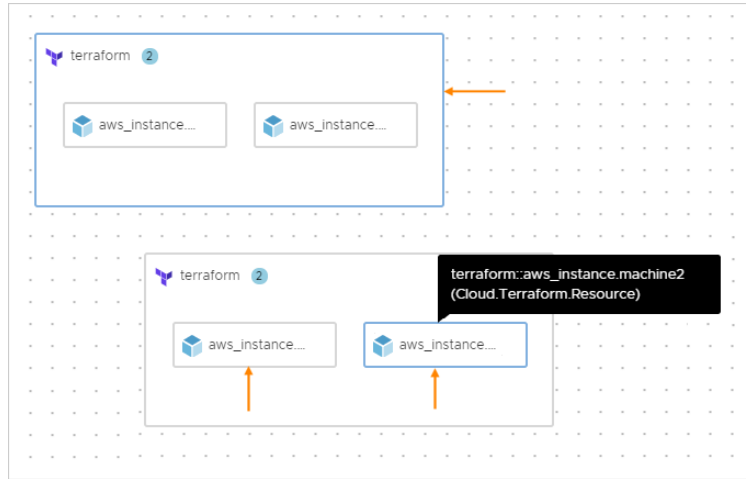 terraform 2
aws_instance.... aws_instance....
terraform 2
terraform::aws_instance.machine2
(Cloud.Terraform.Resource)
aws_instance.... aws_instance....